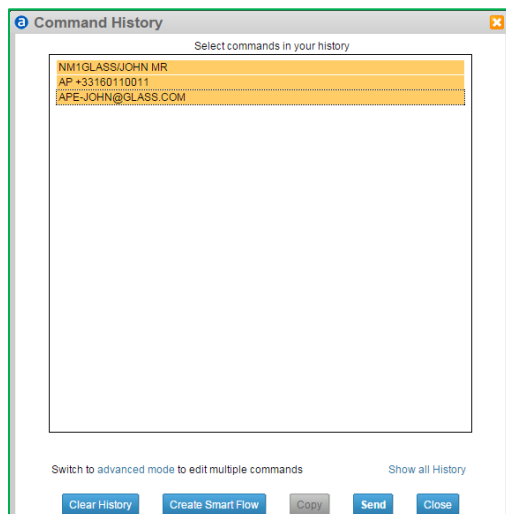 a Command History
Select commands in your history
NM1GLASS/JOHN MR
AP +33160110011
APE-JOHN@GLASS.COM
Switch to advanced mode to edit multiple commands Show all History
Clear History Create Smart Flow Copy Send Close